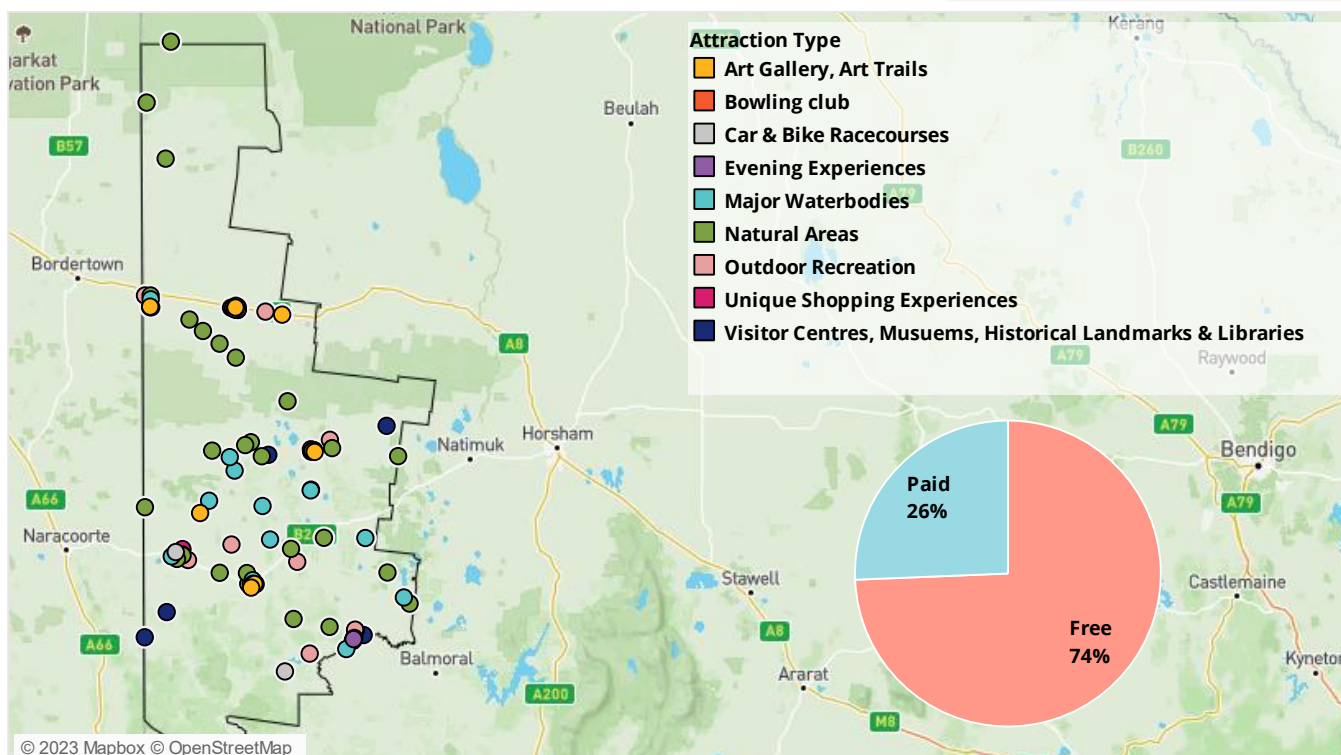 National Park
Kerang
arkat
vation Park
Attraction Type
Art Gallery, Art Trails
Bowling club
Car & Bike Racecourses
Evening Experiences
Major Waterbodies
Natural Areas
Outdoor Recreation
Unique Shopping Experiences
Visitor Centres, Musuems, Historical Landmarks & Libraries
Beulah
B57
B260
A79
Bordertown
A8
A79
Raywood
Natimuk
Horsham
A79
Bendigo
A66
A79
Naracoorte
Paid
26%
Stawell
Castlemaine
A66
A8
Free
74%
Balmoral
Ararat
Kyneton
A200
M8
© 2023 Mapbox © OpenStreetMap